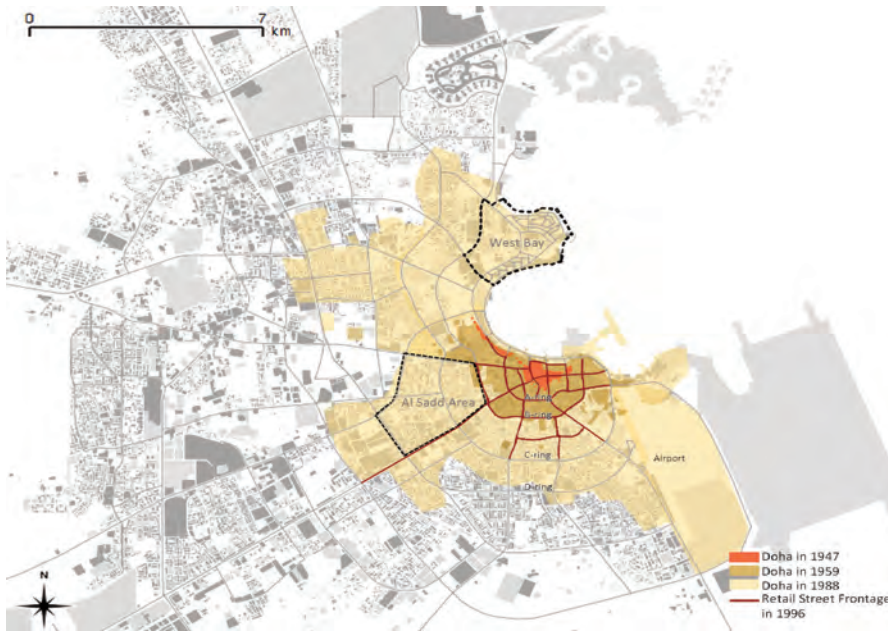 0 7
km
West Bay
Al Sadd Area
A-ring
B-ring
C-ring
D-ring
Airport
N
Doha in 1947
Doha in 1959
Doha in 1988
Retail Street Frontage
in 1996